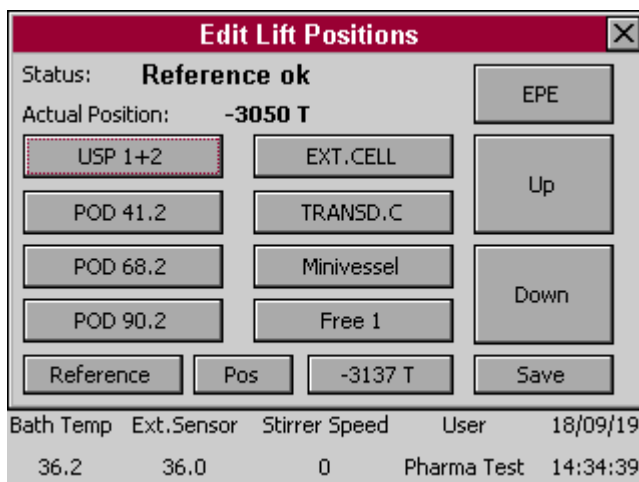 Edit Lift Positions
Status: Reference ok
EPE
Actual Position: -3050 T
USP 1+2 EXT.CELL
Up
POD 41.2 TRANSD.C
POD 68.2 Minivessel
Down
POD 90.2 Free 1
Reference Pos -3137 T Save
Bath Temp Ext.Sensor Stirrer Speed User 18/09/19
36.2 36.0 0 Pharma Test 14:34:39